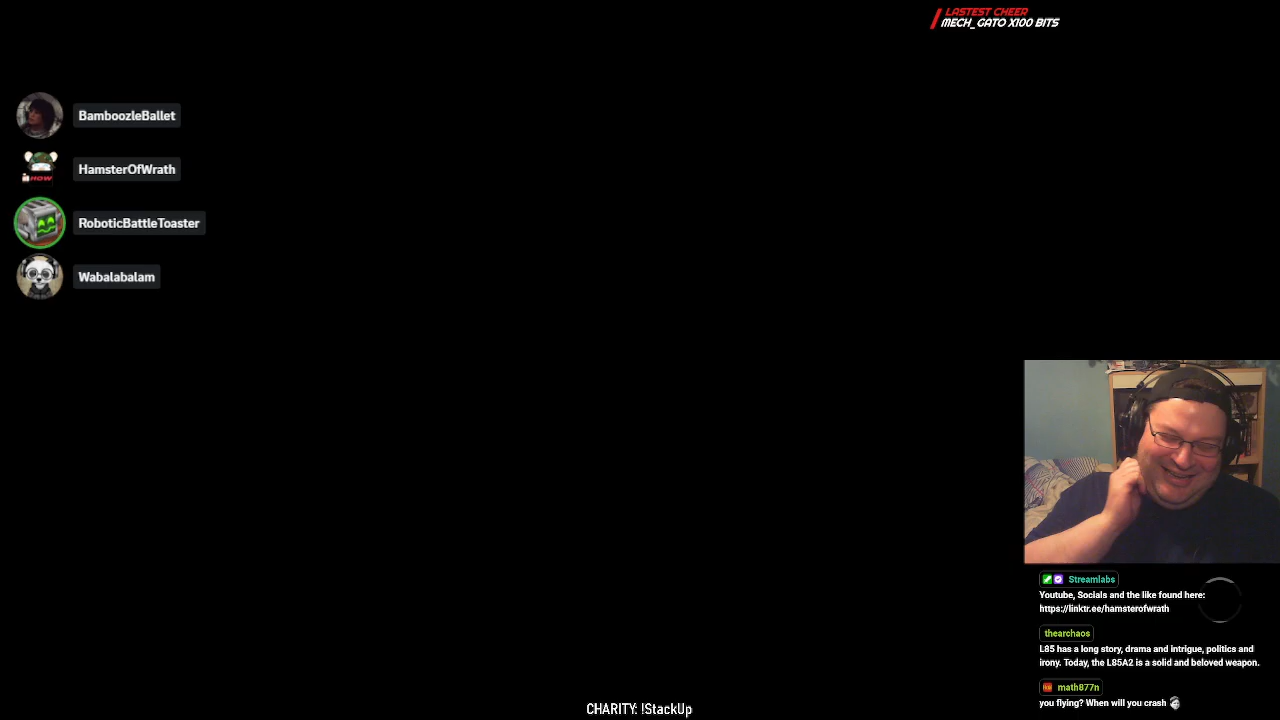 LASTEST CHEER
MECH_GATO X100 BITS
BamboozleBallet
HamsterOfWrath
RoboticBattleToaster
Wabalabalam
Streamlabs
Youtube, Socials and the like found here:
https://linktr.ee/hamsterofwrath
thearchaos
L85 has a long story, drama and intrigue, politics and
irony. Today, the L85A2 is a solid and beloved weapon.
math877n
you flying? When will you crash
CHARITY: !StackUp